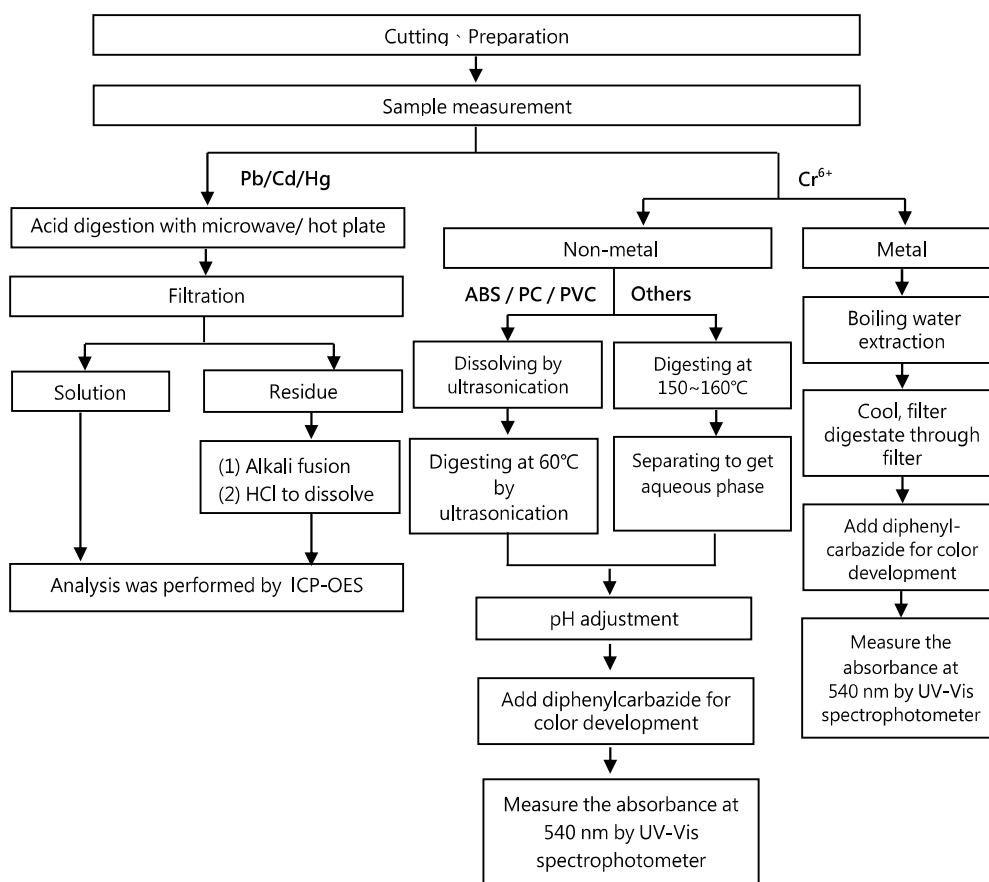 Cutting、Preparation
Sample measurement
Pb/Cd/Hg
Cr⁶⁺
Acid digestion with microwave/ hot plate
Non-metal
Metal
Filtration
ABS / PC / PVC
Others
Boiling water
extraction
Solution
Residue
Dissolving by
ultrasonication
Digesting at
150~160℃
Cool, filter
digestate through
filter
(1) Alkali fusion
(2) HCl to dissolve
Digesting at 60℃
by
ultrasonication
Separating to get
aqueous phase
Add diphenyl-
carbazide for color
development
Analysis was performed by ICP-OES
pH adjustment
Measure the
absorbance at
540 nm by UV-Vis
spectrophotometer
Add diphenylcarbazide for
color development
Measure the absorbance at
540 nm by UV-Vis
spectrophotometer